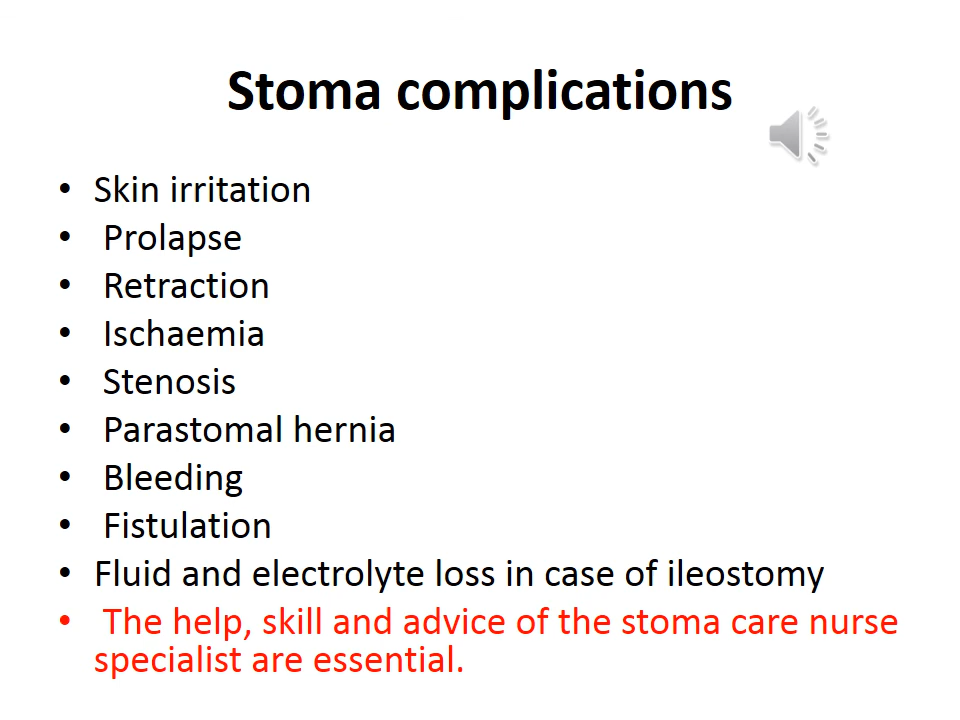 Stoma complications
• Skin irritation
• Prolapse
• Retraction
• Ischaemia
• Stenosis
• Parastomal hernia
• Bleeding
• Fistulation
• Fluid and electrolyte loss in case of ileostomy
• The help, skill and advice of the stoma care nurse
specialist are essential.